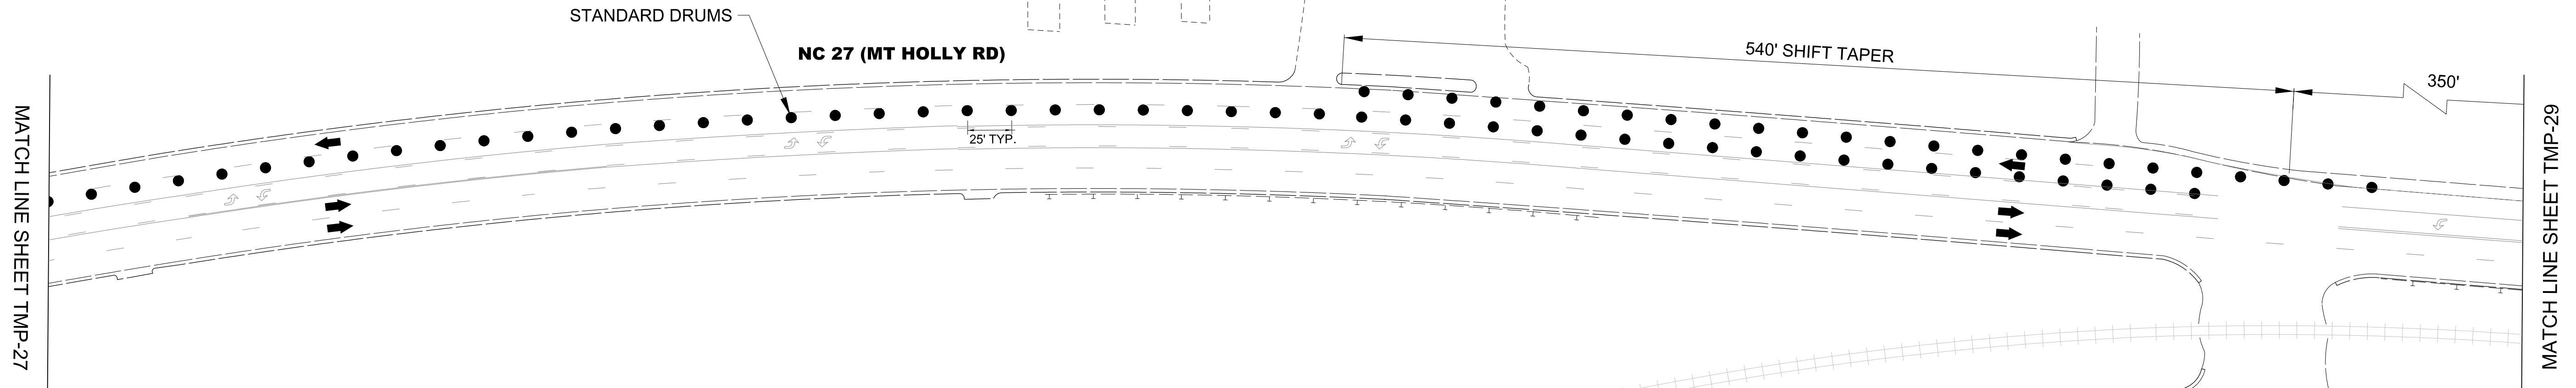 STANDARD DRUMS
NC 27 (MT HOLLY RD)
540' SHIFT TAPER
350'
25' TYP.
MATCH LINE SHEET TMP-27
MATCH LINE SHEET TMP-29